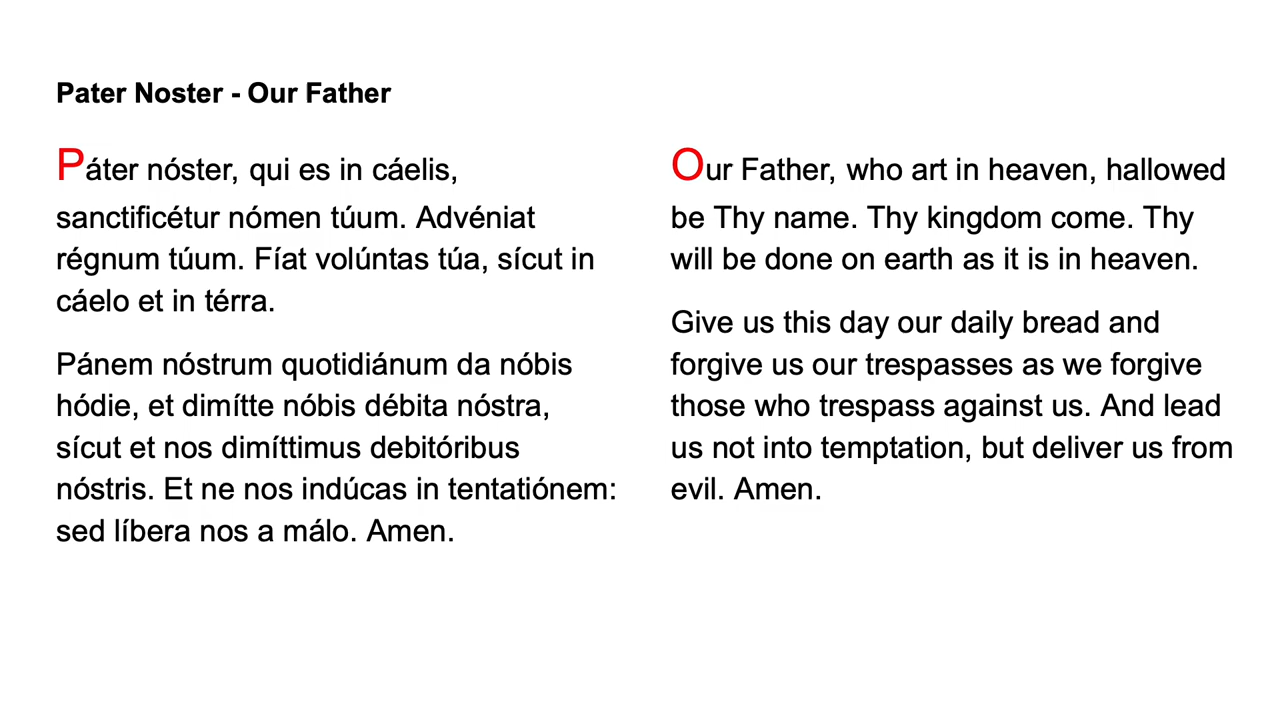 Pater Noster - Our Father
Páter nóster, qui es in cáelis,
sanctificétur nómen túum. Advéniat
régnum túum. Fíat volúntas túa, sícut in
cáelo et in térra.
Pánem nóstrum quotidiánum da nóbis
hódie, et dimítte nóbis débita nóstra,
sícut et nos dimíttimus debitóribus
nóstris. Et ne nos indúcas in tentatiónem:
sed líbera nos a málo. Amen.
Our Father, who art in heaven, hallowed
be Thy name. Thy kingdom come. Thy
will be done on earth as it is in heaven.
Give us this day our daily bread and
forgive us our trespasses as we forgive
those who trespass against us. And lead
us not into temptation, but deliver us from
evil. Amen.